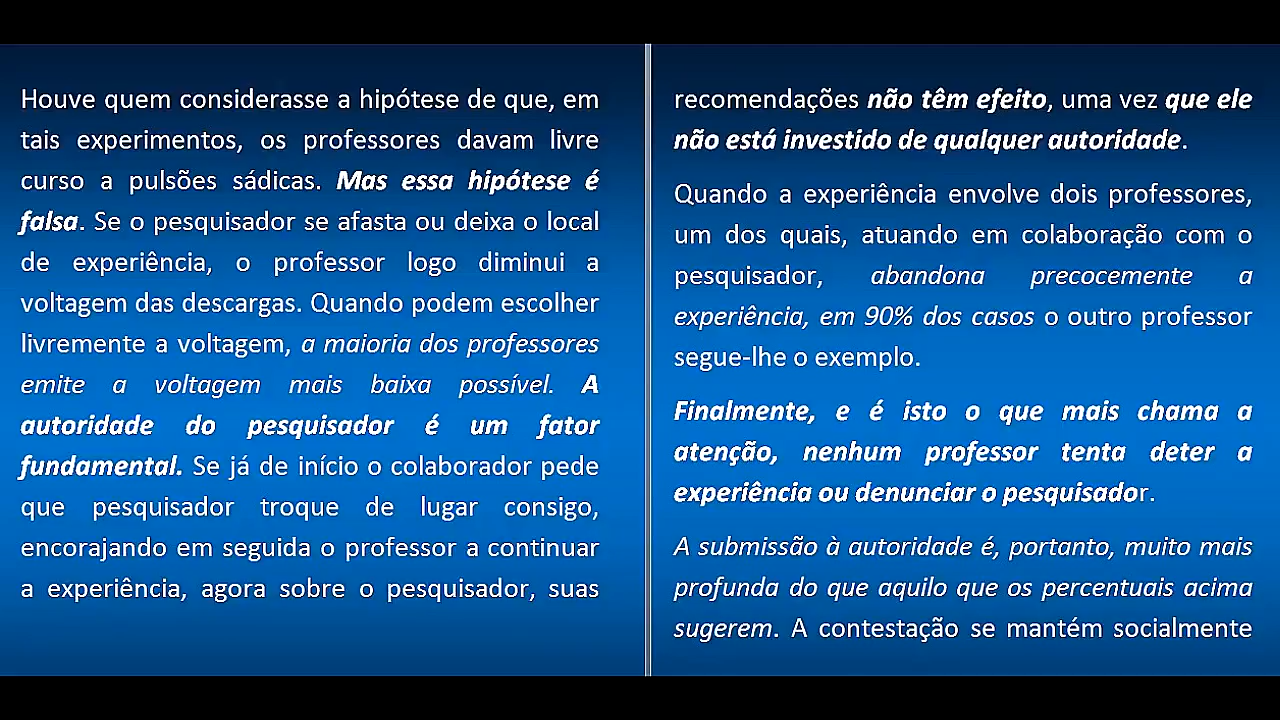 Houve quem considerasse a hipótese de que, em
tais experimentos, os professores davam livre
curso a pulsões sádicas. Mas essa hipótese é
falsa. Se o pesquisador se afasta ou deixa o local
de experiência, o professor logo diminui a
voltagem das descargas. Quando podem escolher
livremente a voltagem, a maioria dos professores
emite a voltagem mais baixa possível. A
autoridade do pesquisador é um fator
fundamental. Se já de início o colaborador pede
que pesquisador troque de lugar consigo,
encorajando em seguida o professor a continuar
a experiência, agora sobre o pesquisador, suas
recomendações não têm efeito, uma vez que ele
não está investido de qualquer autoridade.
Quando a experiência envolve dois professores,
um dos quais, atuando em colaboração com o
pesquisador, abandona precocemente a
experiência, em 90% dos casos o outro professor
segue-lhe o exemplo.
Finalmente, e é isto o que mais chama a
atenção, nenhum professor tenta deter a
experiência ou denunciar o pesquisador.
A submissão à autoridade é, portanto, muito mais
profunda do que aquilo que os percentuais acima
sugerem. A contestação se mantém socialmente